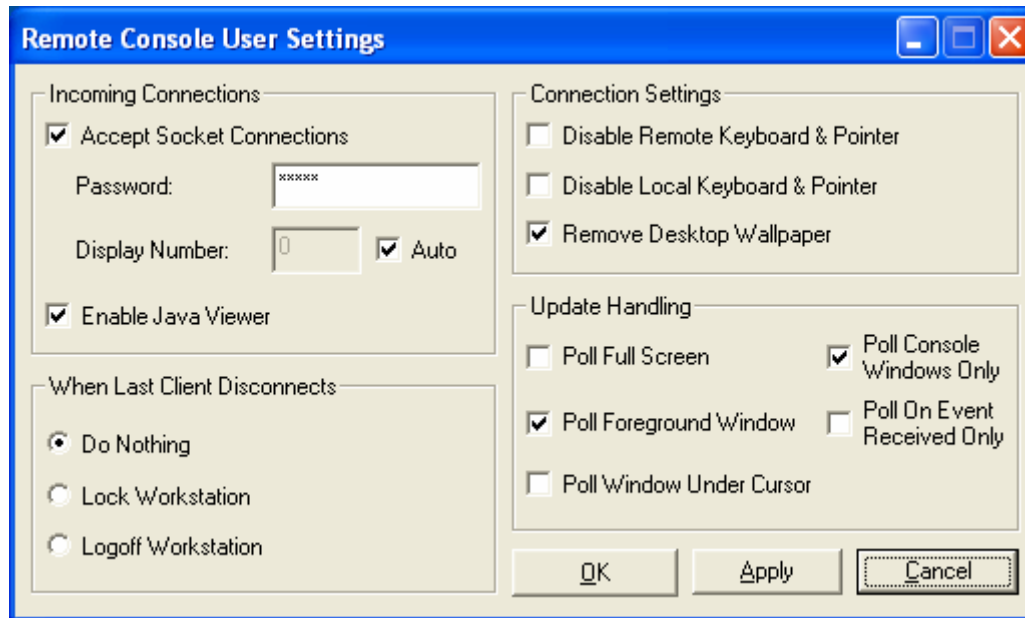 Remote Console User Settings
Incoming Connections
Accept Socket Connections
Password: xxxxx
Display Number: 0 Auto
Enable Java Viewer
When Last Client Disconnects
Do Nothing
Lock Workstation
Logoff Workstation
Connection Settings
Disable Remote Keyboard & Pointer
Disable Local Keyboard & Pointer
Remove Desktop Wallpaper
Update Handling
Poll Full Screen
Poll Console
Windows Only
Poll Foreground Window
Poll On Event
Received Only
Poll Window Under Cursor
OK Apply Cancel